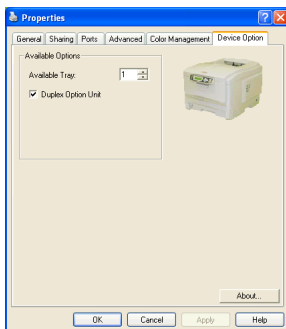 Properties
General Sharing Ports Advanced Color Management Device Option
Available Options
Available Tray: 1
Duplex Option Unit
About...
OK Cancel Apply Help